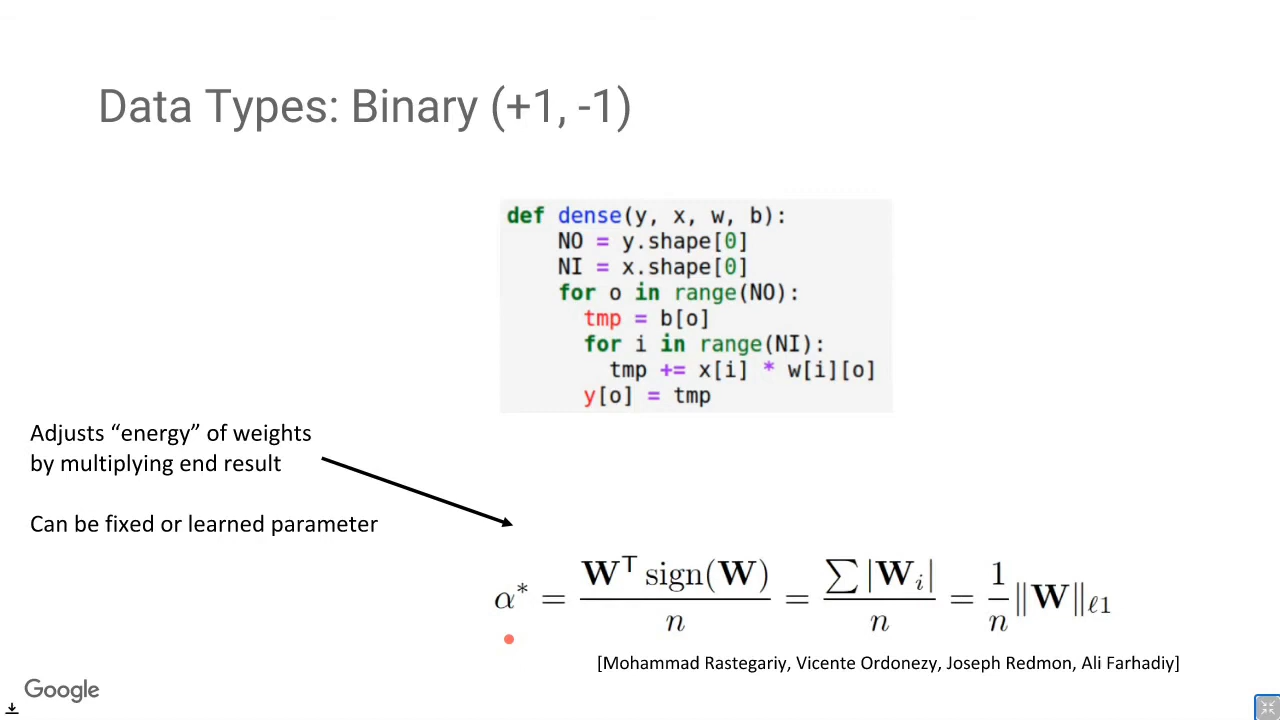 Data Types: Binary (+1, -1)
def dense(y, x, w, b):
    NO = y.shape[0]
    NI = x.shape[0]
    for o in range(NO):
      tmp = b[o]
      for i in range(NI):
        tmp += x[i] * w[i][o]
      y[o] = tmp
Adjusts “energy” of weights
by multiplying end result
Can be fixed or learned parameter
α* = W⊤ sign(W) / n = ∑|Wᵢ| / n = 1/n ‖W‖ℓ1
[Mohammad Rastegariy, Vicente Ordonezy, Joseph Redmon, Ali Farhadiy]
Google